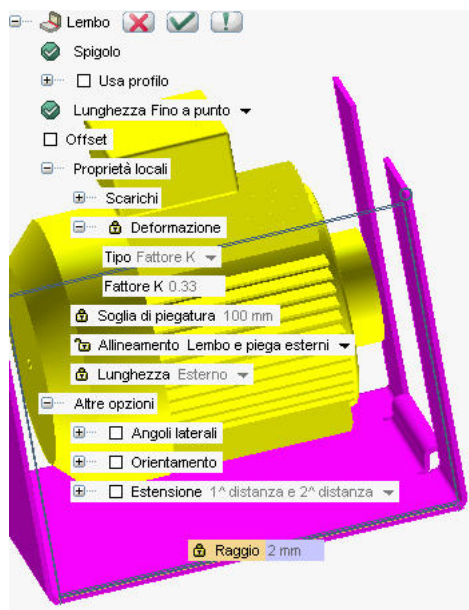 Lembo
Spigolo
Usa profilo
Lunghezza Fino a punto
Offset
Proprietà locali
Scarichi
Deformazione
Tipo Fattore K
Fattore K 0.33
Soglia di piegatura 100 mm
Allineamento Lembo e piega esterni
Lunghezza Esterno
Altre opzioni
Angoli laterali
Orientamento
Estensione 1^ distanza e 2^ distanza
Raggio 2 mm